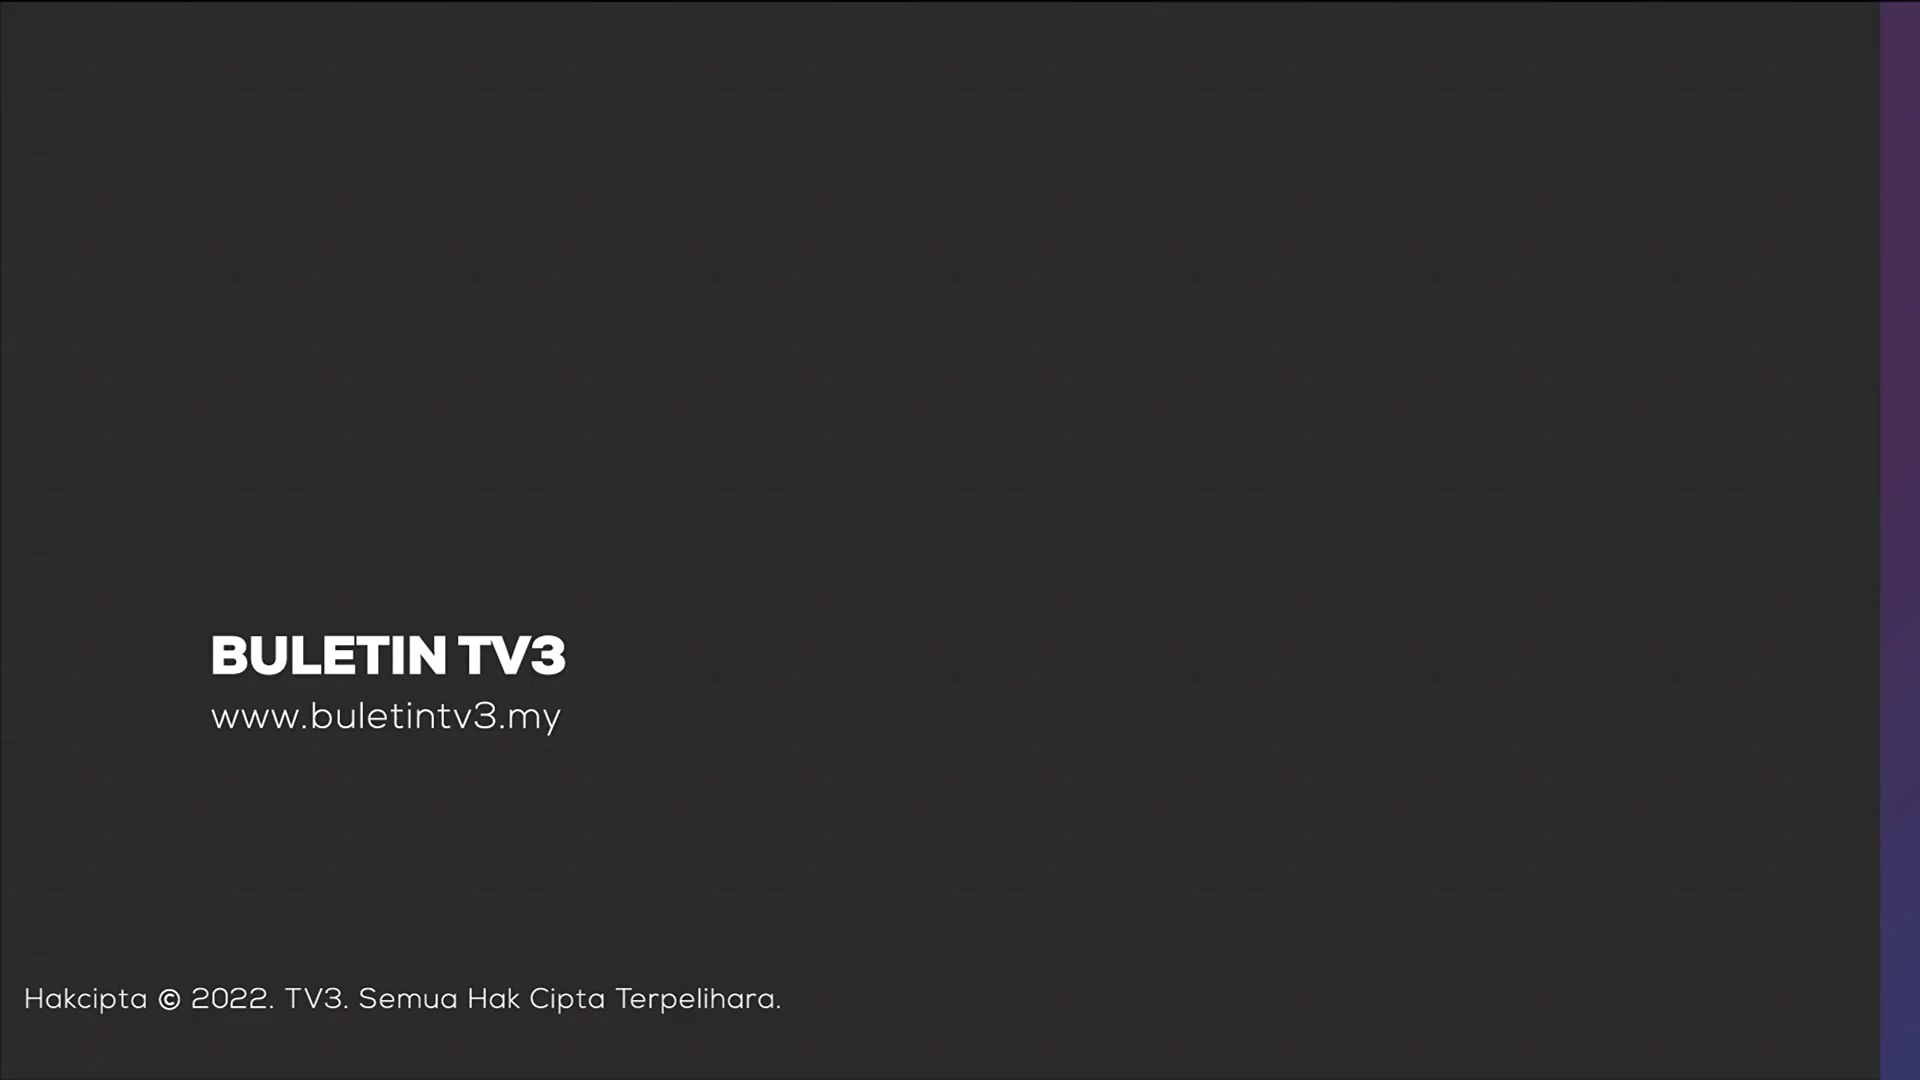 BULETIN TV3
www.buletintv3.my
Hakcipta © 2022. TV3. Semua Hak Cipta Terpelihara.